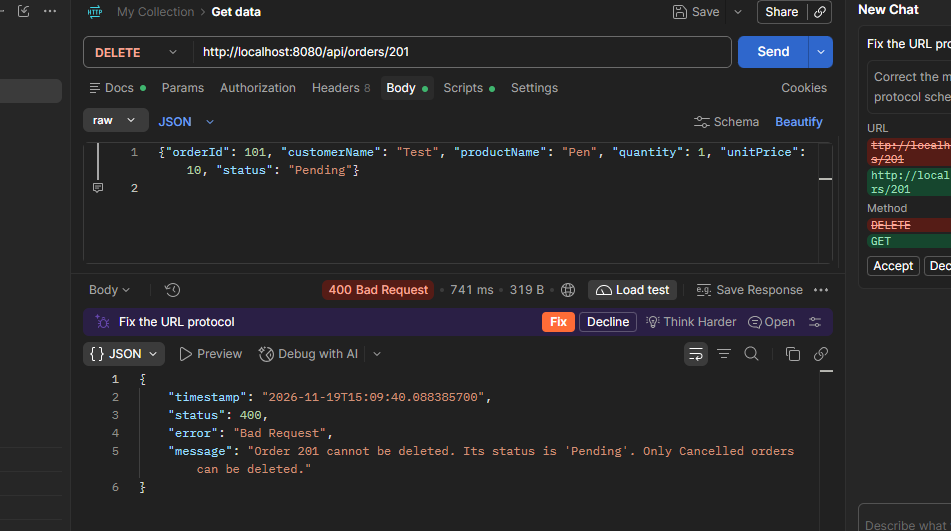 HTTP My Collection > Get data
Save
Share
DELETE
http://localhost:8080/api/orders/201
Send
Docs
Params
Authorization
Headers 8
Body
Scripts
Settings
Cookies
raw
JSON
Schema
Beautify
1 {"orderId": 101, "customerName": "Test", "productName": "Pen", "quantity": 1, "unitPrice":
10, "status": "Pending"}
2
Body
400 Bad Request
741 ms
319 B
Load test
e.g. Save Response
Fix the URL protocol
Fix
Decline
Think Harder
Open
{} JSON
Preview
Debug with AI
1 {
2 "timestamp": "2026-11-19T15:09:40.088385700",
3 "status": 400,
4 "error": "Bad Request",
5 "message": "Order 201 cannot be deleted. Its status is 'Pending'. Only Cancelled orders
can be deleted."
6 }
New Chat
Fix the URL pro
Correct the m
protocol sche
URL
ttp://localh
s/201
http://local
rs/201
Method
DELETE
GET
Accept
Dec
Describe what